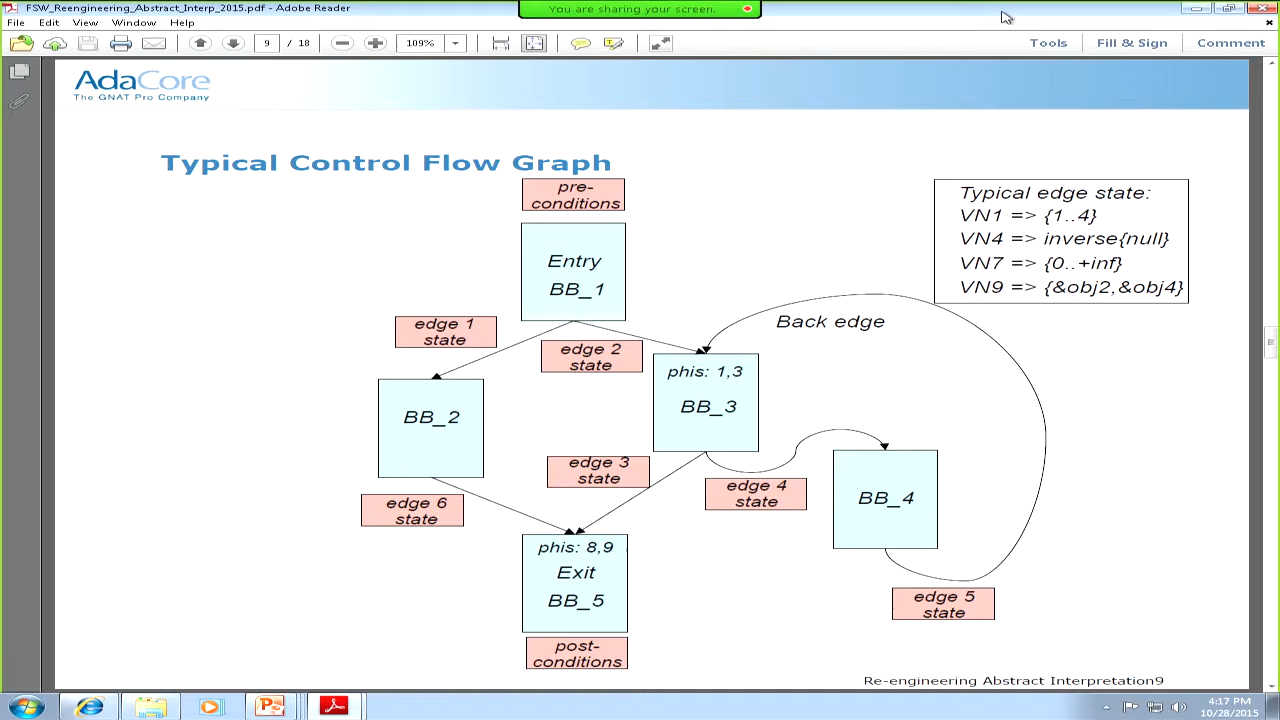 FSW_Reengineering_Abstract_Interp_2015.pdf - Adobe Reader
You are sharing your screen.
File Edit View Window Help
9 / 18 109% Tools Fill & Sign Comment
AdaCore
The GNAT Pro Company
Typical Control Flow Graph
pre-
conditions
Typical edge state:
VN1 => {1..4}
VN4 => inverse{null}
VN7 => {0..+inf}
VN9 => {&obj2,&obj4}
Entry
BB_1
edge 1
state
edge 2
state
Back edge
phis: 1,3
BB_3
BB_2
edge 3
state
edge 4
state
BB_4
edge 6
state
phis: 8,9
Exit
BB_5
edge 5
state
post-
conditions
Re-engineering Abstract Interpretation9
4:17 PM
10/28/2015